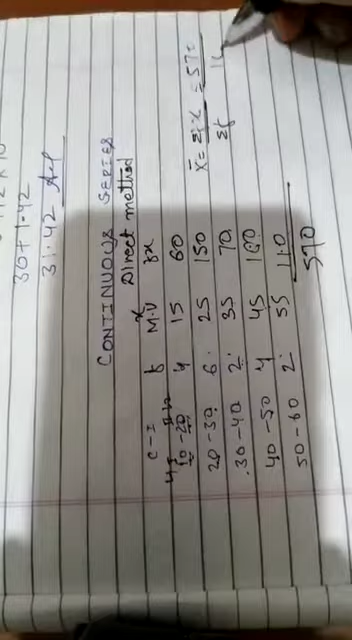 30+1.42
31.42 Ans
CONTINUOUS SERIES
Direct method
C-I f M.V x fx
10-20 4 15 60
20-30 6 25 150
30-40 2 35 70
40-50 4 45 180
50-60 2 55 110
570
x̄ = Σfx = 570
Σf